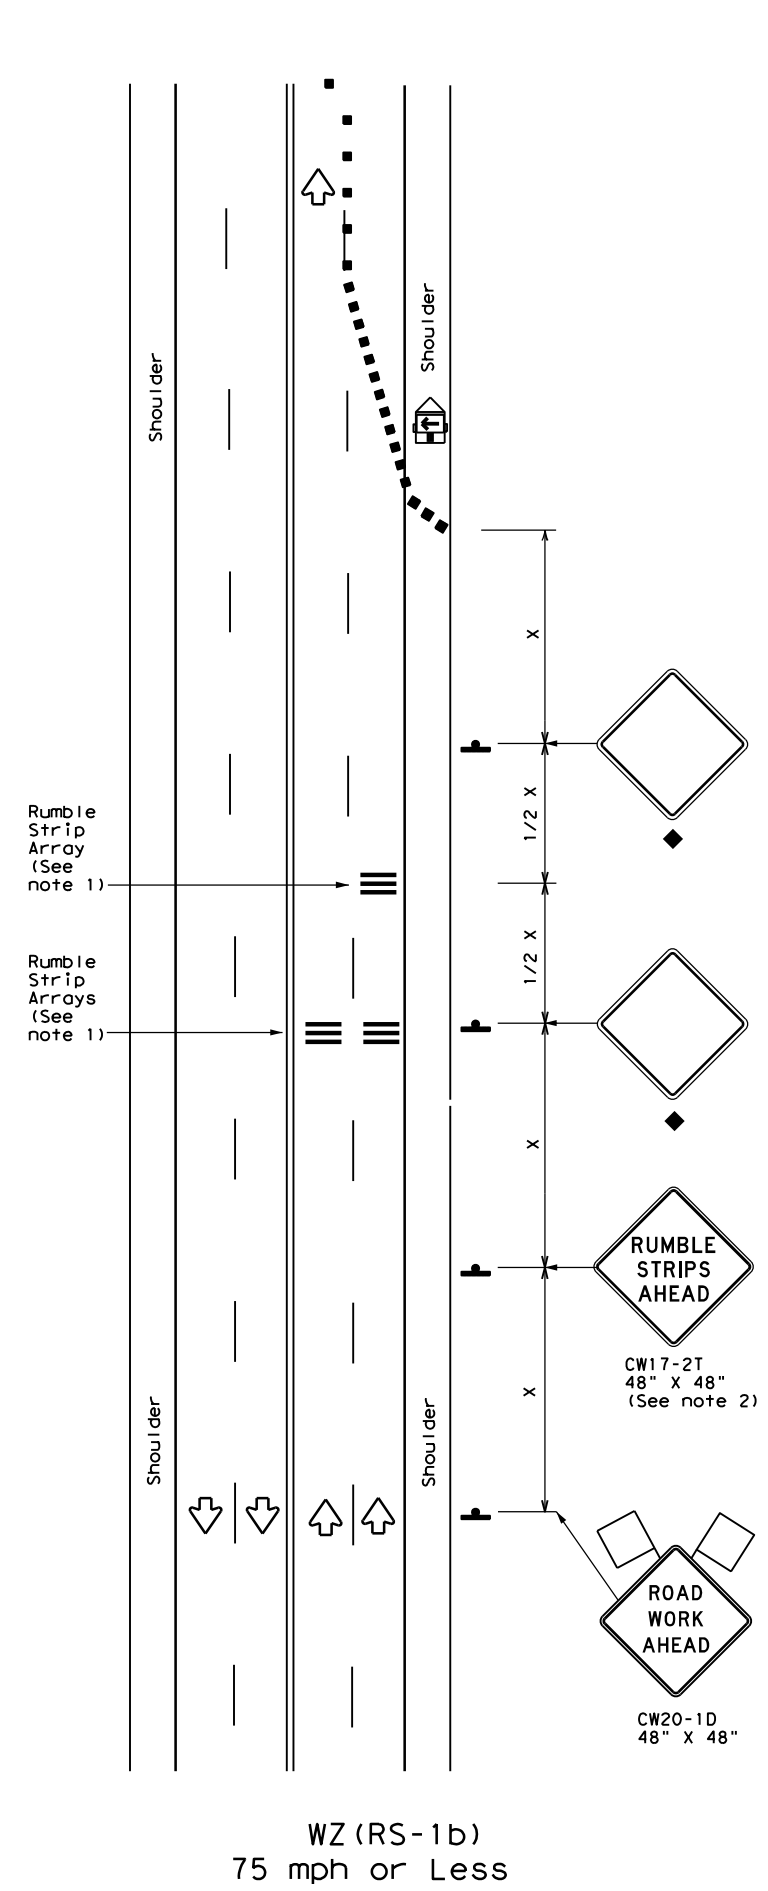 Shoulder
Shoulder
X
1/2 X
Rumble
Strip
Array
(See
note 1)
1/2 X
Rumble
Strip
Arrays
(See
note 1)
X
RUMBLE
STRIPS
AHEAD
CW17-2T
48" X 48"
(See note 2)
X
Shoulder
Shoulder
ROAD
WORK
AHEAD
CW20-1D
48" X 48"
WZ(RS-1b)
75 mph or Less